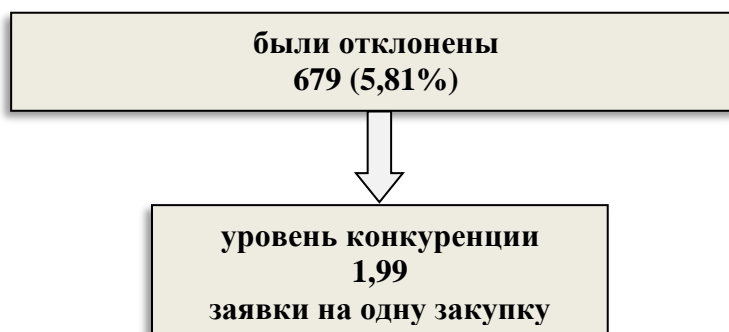 были отклонены
679 (5,81%)
уровень конкуренции
1,99
заявки на одну закупку